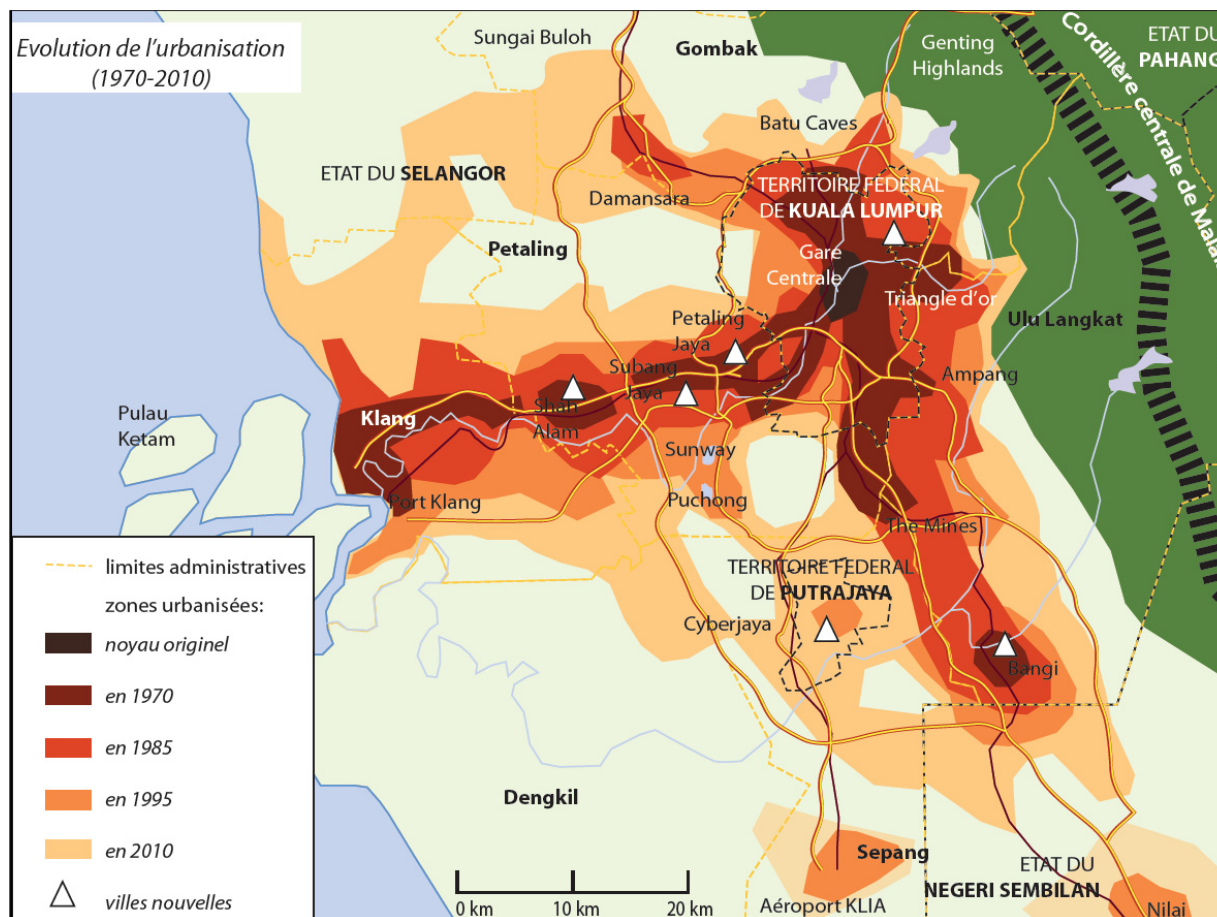 Evolution de l'urbanisation
(1970-2010)
Sungai Buloh
Gombak
Genting
Highlands
ETAT DU
PAHANG
Cordillère centrale de Malai
Batu Caves
ETAT DU SELANGOR
Damansara
TERRITOIRE FEDERAL
DE KUALA LUMPUR
Petaling
Gare
Centrale
Triangle d'or
Ulu Langkat
Petaling
Jaya
Subang
Jaya
Ampang
Pulau
Ketam
Klang
Shah
Alam
Sunway
Port Klang
Puchong
The Mines
TERRITOIRE FEDERAL
DE PUTRAJAYA
Cyberjaya
Bangi
Dengkil
Sepang
Aéroport KLIA
ETAT DU
NEGERI SEMBILAN
Nilai
limites administratives
zones urbanisées:
noyau originel
en 1970
en 1985
en 1995
en 2010
villes nouvelles
0 km
10 km
20 km